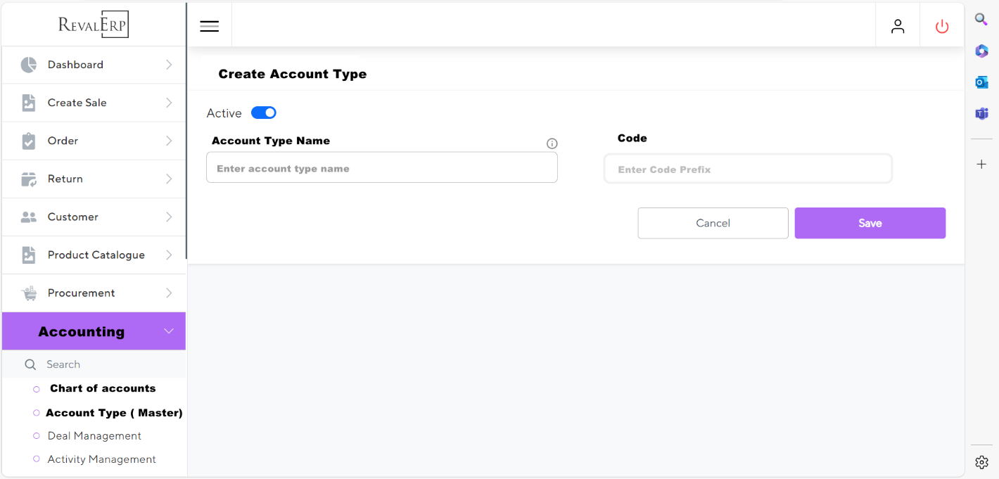 REVALERP
Dashboard
Create Sale
Order
Return
Customer
Product Catalogue
Procurement
Accounting
Search
Chart of accounts
Account Type ( Master)
Deal Management
Activity Management
Create Account Type
Active
Account Type Name
Enter account type name
Code
Enter Code Prefix
Cancel
Save